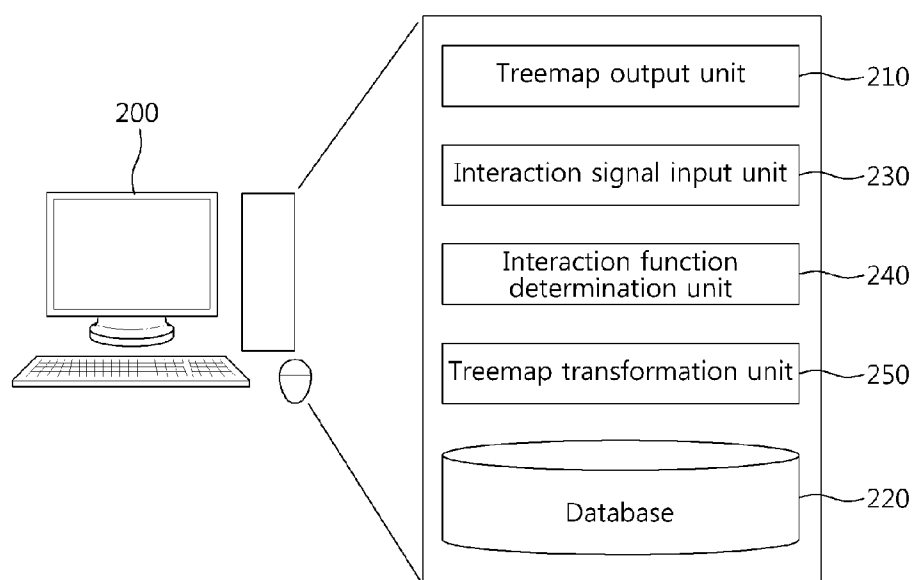 200
Treemap output unit
210
Interaction signal input unit
230
Interaction function
determination unit
240
Treemap transformation unit
250
Database
220